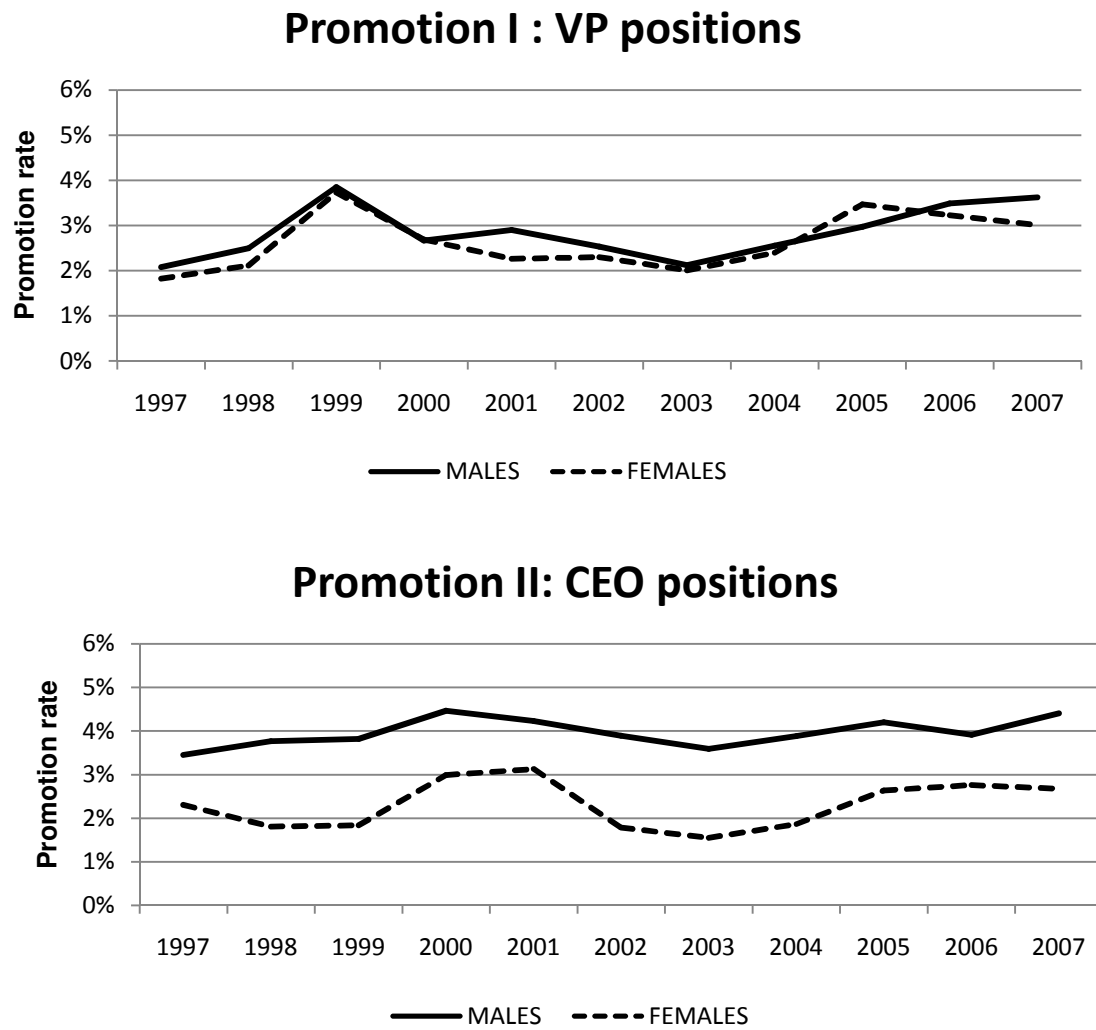 Promotion I : VP positions
Promotion rate
6%
5%
4%
3%
2%
1%
0%
1997 1998 1999 2000 2001 2002 2003 2004 2005 2006 2007
MALES FEMALES
Promotion II: CEO positions
Promotion rate
6%
5%
4%
3%
2%
1%
0%
1997 1998 1999 2000 2001 2002 2003 2004 2005 2006 2007
MALES FEMALES